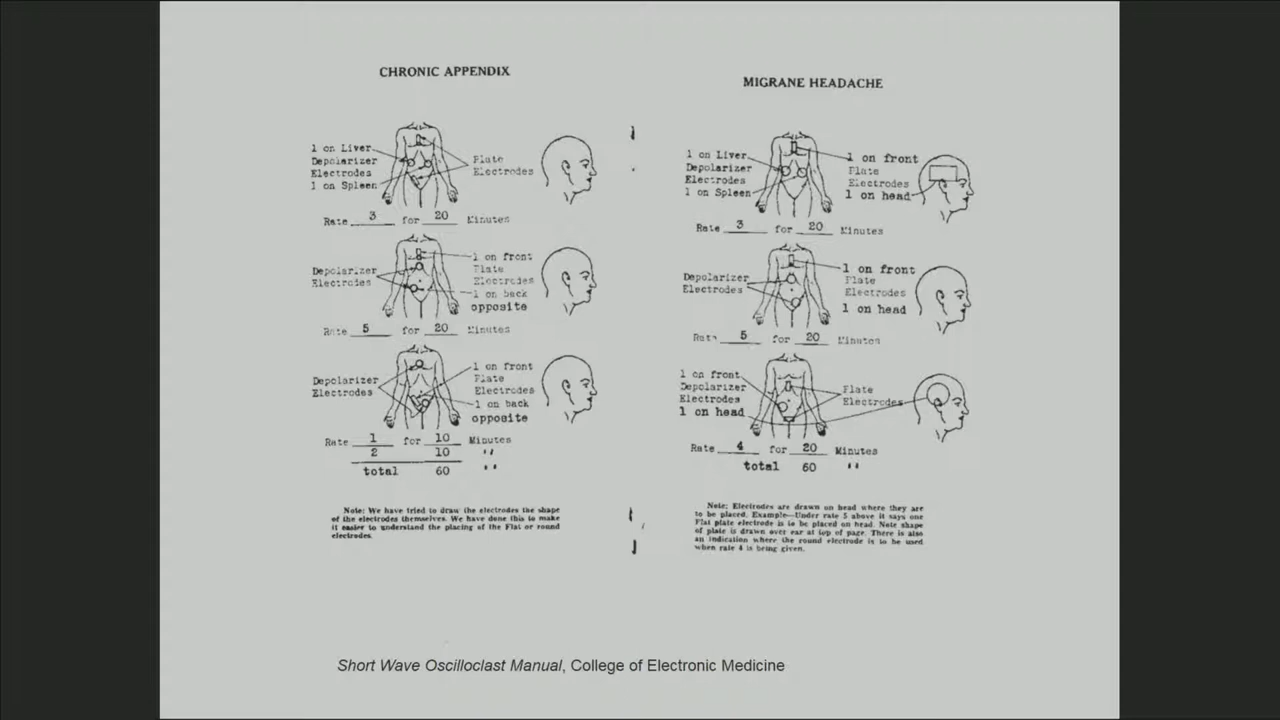 CHRONIC APPENDIX
1 on Liver
Depolarizer
Electrodes
1 on Spleen
Plate
Electrodes
Rate 3 for 20 Minutes
Depolarizer
Electrodes
1 on front
Plate
Electrodes
1 on back
opposite
Rate 5 for 20 Minutes
Depolarizer
Electrodes
1 on front
Plate
Electrodes
1 on back
opposite
Rate 1 for 10 Minutes
2 10 "
total 60 "
Note: We have tried to draw the electrodes the shape
of the electrodes themselves. We have done this to make
it easier to understand the placing of the Flat or round
electrodes.
MIGRANE HEADACHE
1 on Liver
Depolarizer
Electrodes
1 on Spleen
1 on front
Plate
Electrodes
1 on head
Rate 3 for 20 Minutes
Depolarizer
Electrodes
1 on front
Plate
Electrodes
1 on head
Rate 5 for 20 Minutes
1 on front
Depolarizer
Electrodes
1 on head
Plate
Electrodes
Rate 4 for 20 Minutes
total 60 "
Note: Electrodes are drawn on head where they are
to be placed. Example—Under rate 5 above it says one
Flat plate electrode is to be placed on head. Note shape
of plate is drawn over ear at top of page. There is also
an indication where the round electrode is to be used
when rate 4 is being given.
Short Wave Oscilloclast Manual, College of Electronic Medicine